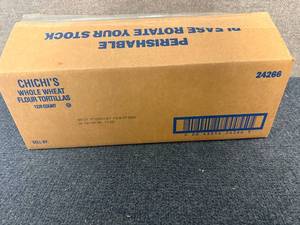 PERISHABLE
PLEASE ROTATE
YOUR STOCK
24266
CHICHI'S
WHOLE WHEAT
FLOUR TORTILLAS
SELL BY